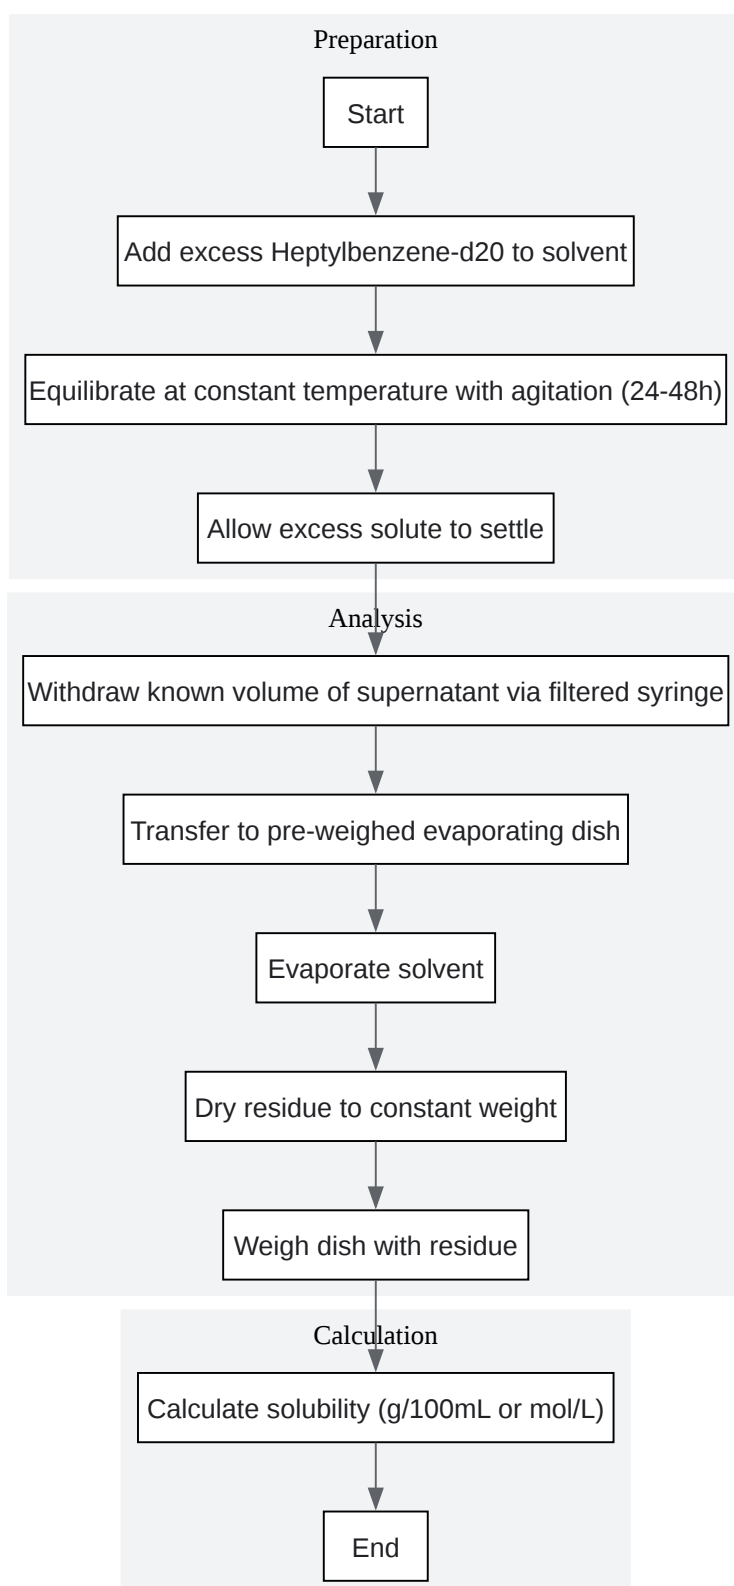 Preparation
Start
Add excess Heptylbenzene-d20 to solvent
Equilibrate at constant temperature with agitation (24-48h)
Allow excess solute to settle
Analysis
Withdraw known volume of supernatant via filtered syringe
Transfer to pre-weighed evaporating dish
Evaporate solvent
Dry residue to constant weight
Weigh dish with residue
Calculation
Calculate solubility (g/100mL or mol/L)
End